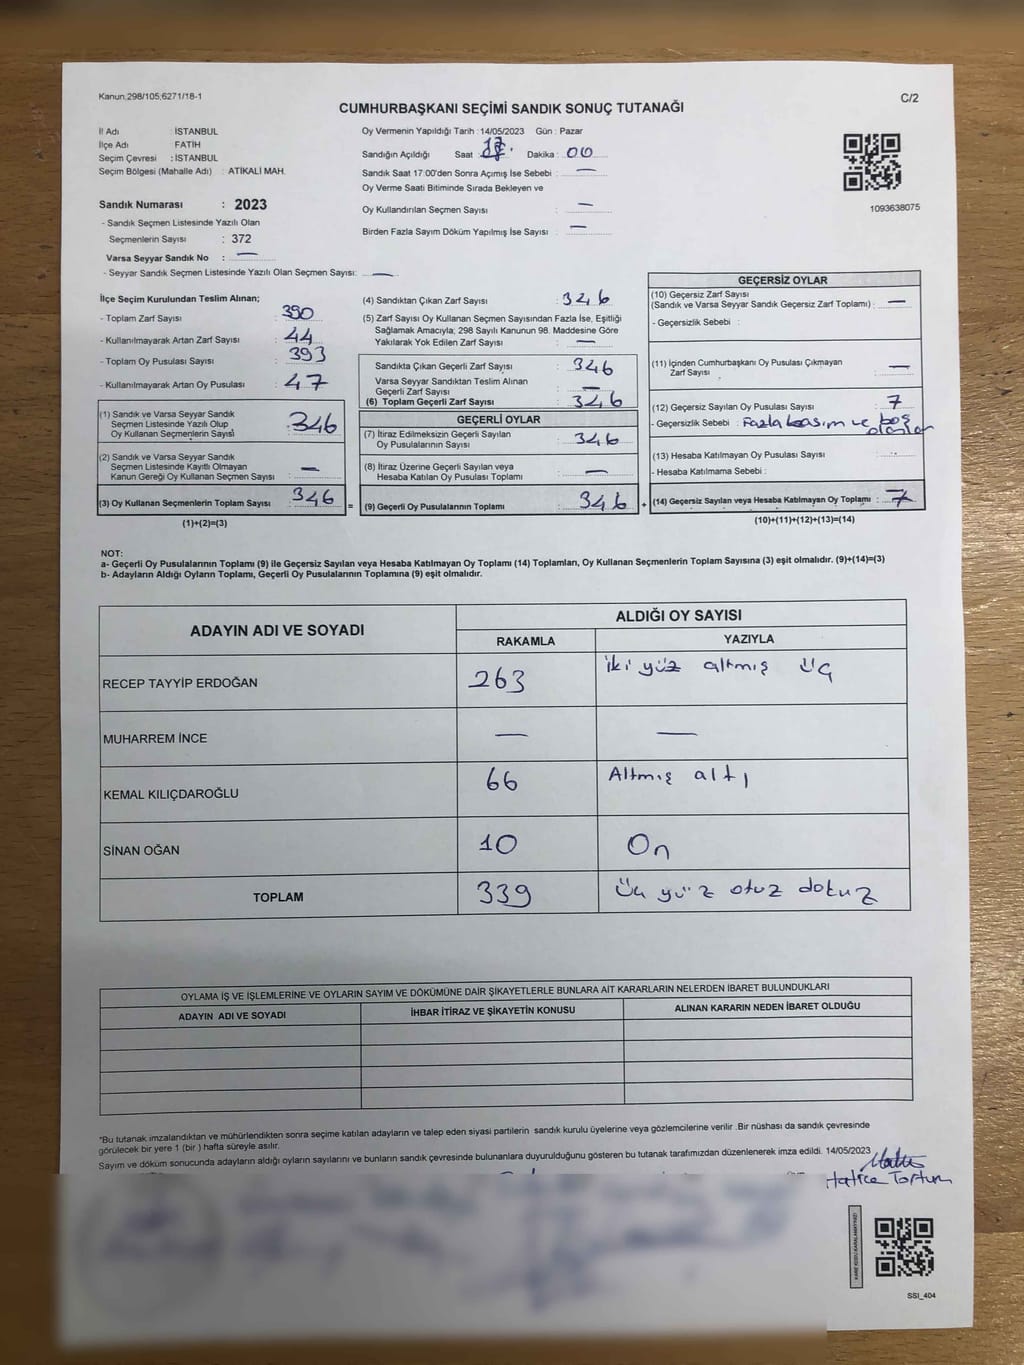 Kanun;298/105;6271/18-1
C/2
CUMHURBAŞKANI SEÇİMİ SANDIK SONUÇ TUTANAĞI
İl Adı : İSTANBUL
İlçe Adı : FATİH
Seçim Çevresi : İSTANBUL
Seçim Bölgesi (Mahalle Adı) : ATİKALİ MAH.
Sandık Numarası : 2023
- Sandık Seçmen Listesinde Yazılı Olan
Seçmenlerin Sayısı : 372
Varsa Seyyar Sandık No : —
- Seyyar Sandık Seçmen Listesinde Yazılı Olan Seçmen Sayısı: —
Oy Vermenin Yapıldığı Tarih : 14/05/2023 Gün : Pazar
Sandığın Açıldığı Saat : Dakika : 00
Sandık Saat 17:00'den Sonra Açımış İse Sebebi : —
Oy Verme Saati Bitiminde Sırada Bekleyen ve
Oy Kullandırılan Seçmen Sayısı : —
Birden Fazla Sayım Döküm Yapılmış İse Sayısı : —
1093638075
İlçe Seçim Kurulundan Teslim Alınan;
- Toplam Zarf Sayısı : 390
- Kullanılmayarak Artan Zarf Sayısı : 44
- Toplam Oy Pusulası Sayısı : 393
- Kullanılmayarak Artan Oy Pusulası : 47
(1) Sandık ve Varsa Seyyar Sandık
Seçmen Listesinde Yazılı Olup
Oy Kullanan Seçmenlerin Sayısı : 346
(2) Sandık ve Varsa Seyyar Sandık
Seçmen Listesinde Kayıtlı Olmayan
Kanun Gereği Oy Kullanan Seçmen Sayısı : —
(3) Oy Kullanan Seçmenlerin Toplam Sayısı : 346
(1)+(2)=(3)
(4) Sandıktan Çıkan Zarf Sayısı : 346
(5) Zarf Sayısı Oy Kullanan Seçmen Sayısından Fazla İse, Eşitliği
Sağlamak Amacıyla; 298 Sayılı Kanunun 98. Maddesine Göre
Yakılarak Yok Edilen Zarf Sayısı : —
Sandıkta Çıkan Geçerli Zarf Sayısı : 346
Varsa Seyyar Sandıktan Teslim Alınan
Geçerli Zarf Sayısı : —
(6) Toplam Geçerli Zarf Sayısı : 346
GEÇERLİ OYLAR
(7) İtiraz Edilmeksizin Geçerli Sayılan
Oy Pusulasının Sayısı : 346
(8) İtiraz Üzerine Geçerli Sayılan veya
Hesaba Katılan Oy Pusulası Toplamı : —
= (9) Geçerli Oy Pusulalarının Toplamı : 346 +
GEÇERSİZ OYLAR
(10) Geçersiz Zarf Sayısı
(Sandık ve Varsa Seyyar Sandık Geçersiz Zarf Toplamı) : —
- Geçersizlik Sebebi :
(11) İçinden Cumhurbaşkanı Oy Pusulası Çıkmayan
Zarf Sayısı : —
(12) Geçersiz Sayılan Oy Pusulası Sayısı : 7
- Geçersizlik Sebebi : Fazla basım ve boş
olanlar
(13) Hesaba Katılmayan Oy Pusulası Sayısı :
- Hesaba Katılmama Sebebi :
(14) Geçersiz Sayılan veya Hesaba Katılmayan Oy Toplamı : 7
(10)+(11)+(12)+(13)=(14)
NOT:
a- Geçerli Oy Pusulalarının Toplamı (9) ile Geçersiz Sayılan veya Hesaba Katılmayan Oy Toplamı (14) Toplamları, Oy Kullanan Seçmenlerin Toplam Sayısına (3) eşit olmalıdır. (9)+(14)=(3)
b- Adayların Aldığı Oyların Toplamı, Geçerli Oy Pusulalarının Toplamına (9) eşit olmalıdır.
ADAYIN ADI VE SOYADI
ALDIĞI OY SAYISI
RAKAMLA YAZIYLA
RECEP TAYYİP ERDOĞAN 263 iki yüz altmış üç
MUHARREM İNCE — —
KEMAL KILIÇDAROĞLU 66 Altmış altı
SİNAN OĞAN 10 On
TOPLAM 339 Üç yüz otuz dokuz
OYLAMA İŞ VE İŞLEMLERİNE VE OYLARIN SAYIM VE DÖKÜMÜNE DAİR ŞİKAYETLERLE BUNLARA AİT KARARLARIN NELERDEN İBARET BULUNDUKLARI
ADAYIN ADI VE SOYADI İHBAR İTİRAZ VE ŞİKAYETİN KONUSU ALINAN KARARIN NEDEN İBARET OLDUĞU
*Bu tutanak imzalandıktan ve mühürlendikten sonra seçime katılan adayların ve talep eden siyasi partilerin sandık kurulu üyelerine veya gözlemcilerine verilir .Bir nüshası da sandık çevresinde
görülecek bir yere 1 (bir ) hafta süreyle asılır.
Sayım ve döküm sonucunda adayların aldığı oyların sayılarını ve bunların sandık çevresinde bulunanlara duyurulduğunu gösteren bu tutanak tarafımızdan düzenlenerek imza edildi. 14/05/2023
Hatice Tortum
SSI_404